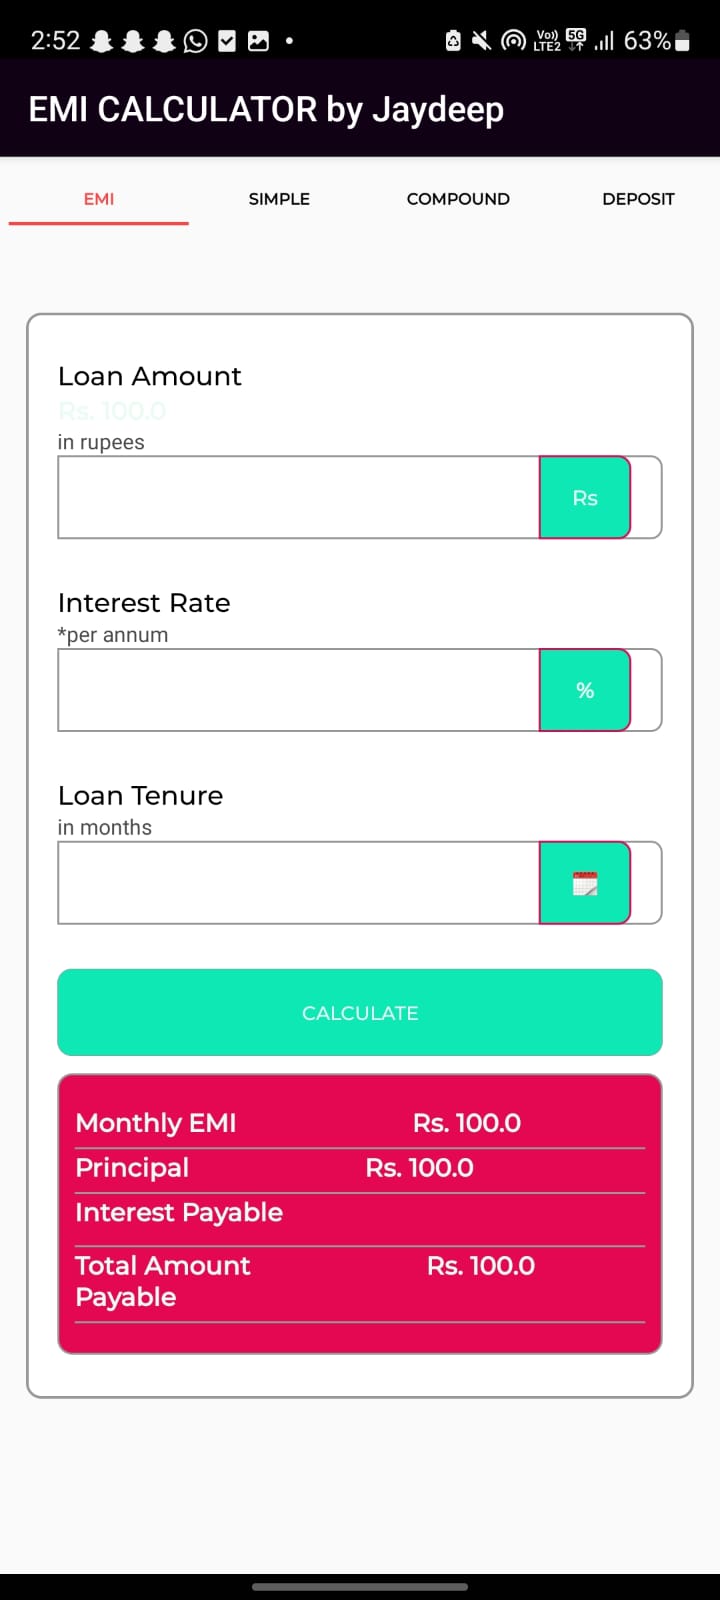 2:52 Vo) LTE2 5G 63%
EMI CALCULATOR by Jaydeep
EMI SIMPLE COMPOUND DEPOSIT
Loan Amount
Rs. 100.0
in rupees
Rs
Interest Rate
*per annum
%
Loan Tenure
in months
CALCULATE
Monthly EMI Rs. 100.0
Principal Rs. 100.0
Interest Payable
Total Amount Rs. 100.0
Payable